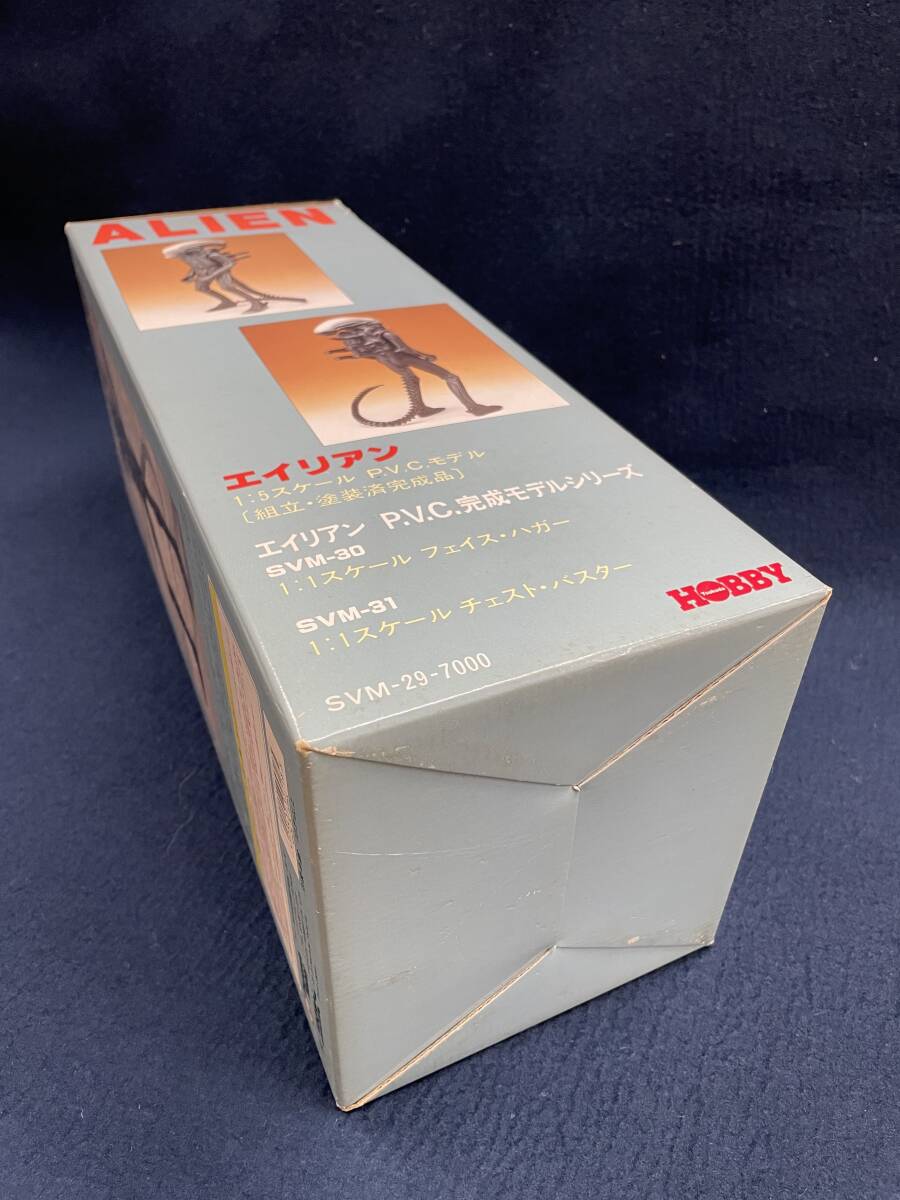 ALIEN
エイリアン
1:5スケール P.V.C.モデル
〔組立・塗装済完成品〕
エイリアン P.V.C.完成モデルシリーズ
SVM-30
1:1スケール フェイス・ハガー
SVM-31
1:1スケール チェスト・バスター
SVM-29-7000
Tsukuda HOBBY